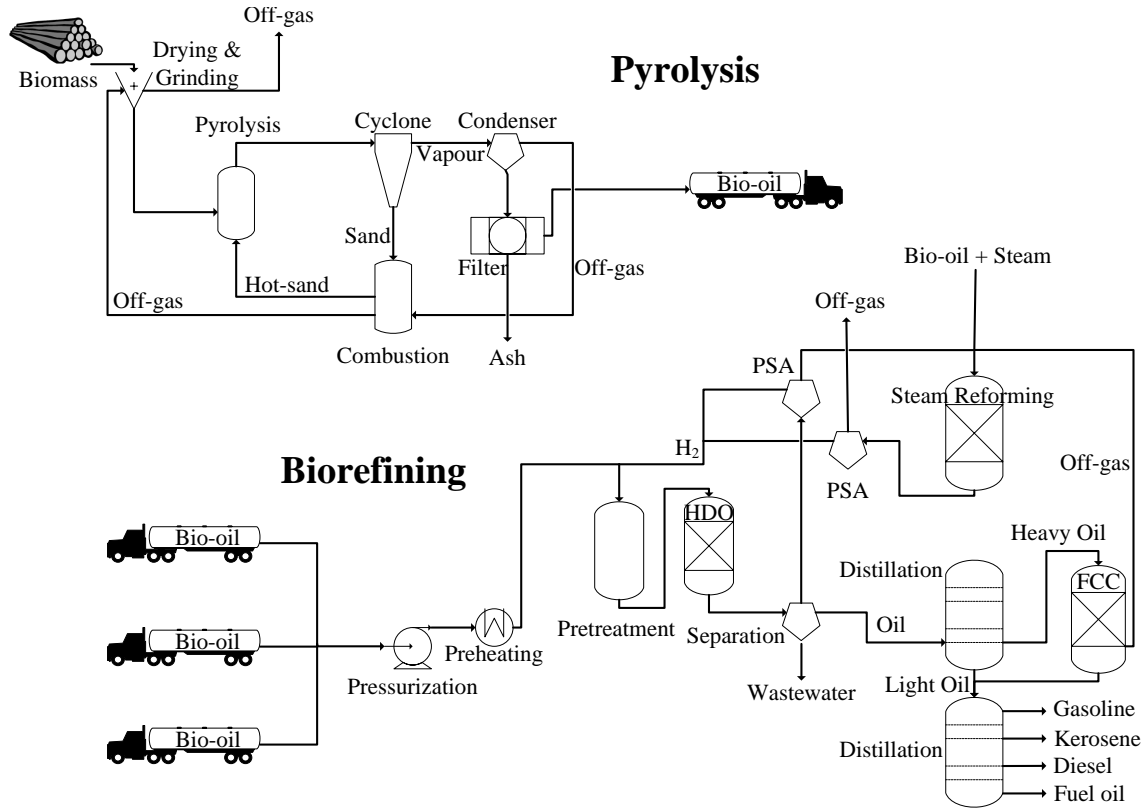 Off-gas
Drying &
Grinding
Biomass
+
Pyrolysis
Pyrolysis
Cyclone
Condenser
Vapour
Bio-oil
Sand
Filter
Off-gas
Hot-sand
Off-gas
Combustion
Ash
Bio-oil + Steam
Off-gas
PSA
Steam Reforming
H2
PSA
Off-gas
Biorefining
HDO
Bio-oil
Heavy Oil
Distillation
FCC
Pretreatment
Separation
Oil
Bio-oil
Preheating
Pressurization
Wastewater
Light Oil
Gasoline
Bio-oil
Distillation
Kerosene
Diesel
Fuel oil